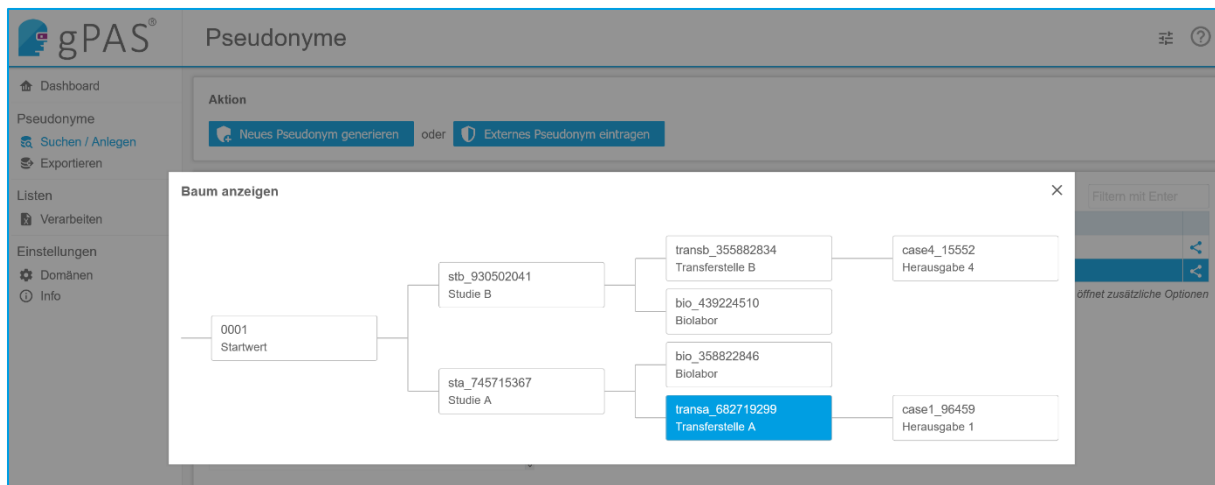 gPAS®
Pseudonyme
Dashboard
Aktion
Pseudonyme
Neues Pseudonym generieren oder Externes Pseudonym eintragen
Suchen / Anlegen
Exportieren
Listen
Verarbeiten
Einstellungen
Domänen
Info
Baum anzeigen
Filtern mit Enter
öffnet zusätzliche Optionen
0001
Startwert
stb_930502041
Studie B
sta_745715367
Studie A
transb_355882834
Transferstelle B
bio_439224510
Biolabor
bio_358822846
Biolabor
transa_682719299
Transferstelle A
case4_15552
Herausgabe 4
case1_96459
Herausgabe 1